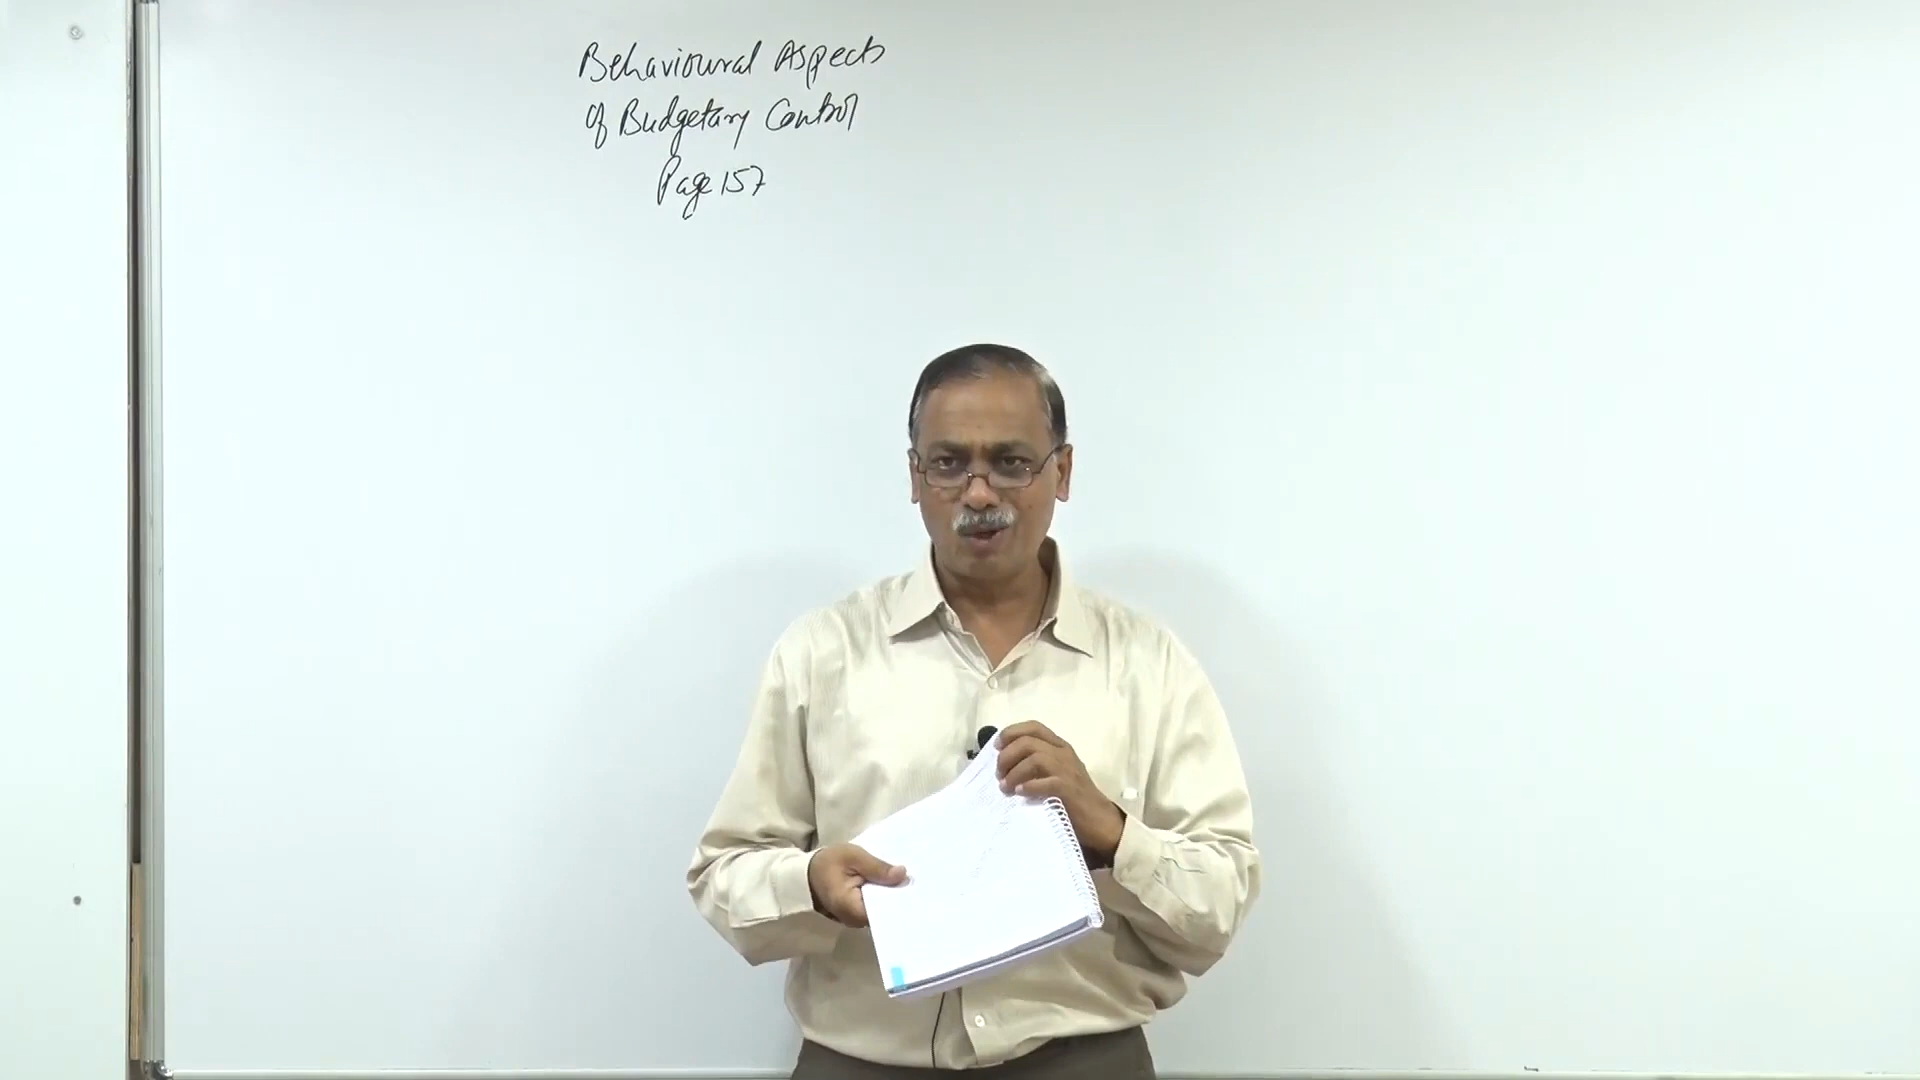 Behavioural Aspects
of Budgetary Control
Page 157